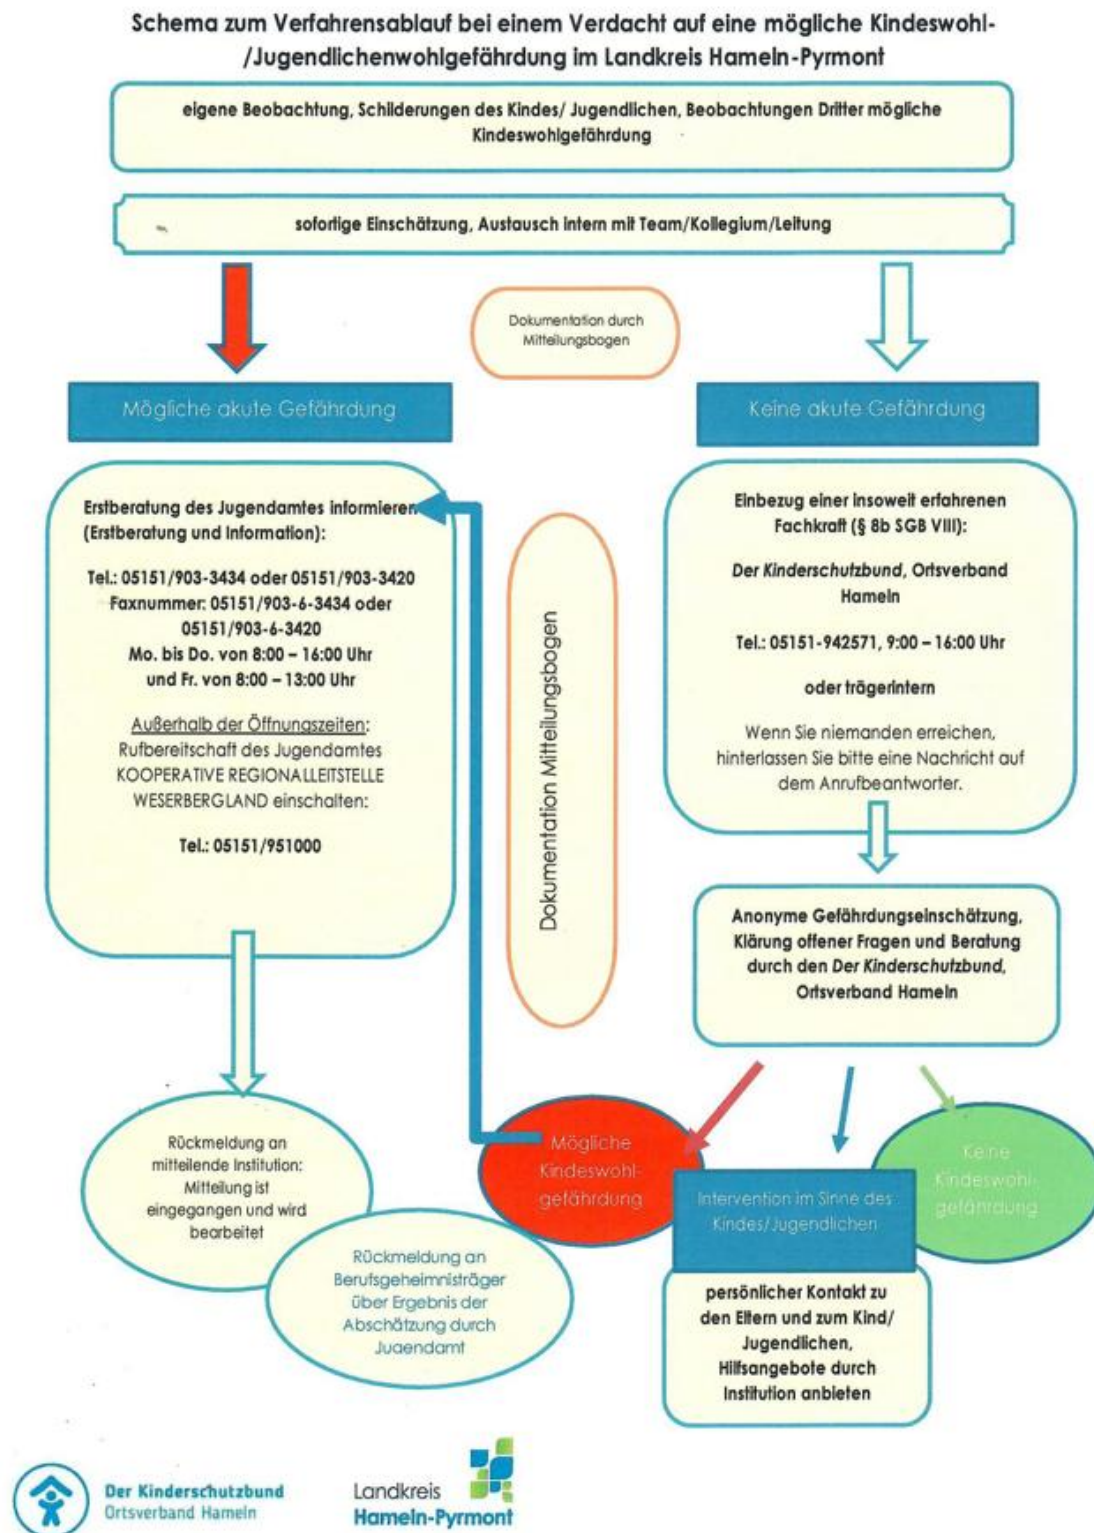 Schema zum Verfahrensablauf bei einem Verdacht auf eine mögliche Kindeswohl-
/Jugendlichenwohlgefährdung im Landkreis Hameln-Pyrmont
eigene Beobachtung, Schilderungen des Kindes/ Jugendlichen, Beobachtungen Dritter mögliche
Kindeswohlgefährdung
sofortige Einschätzung, Austausch intern mit Team/Kollegium/Leitung
Dokumentation durch
Mitteilungsbogen
Mögliche akute Gefährdung
Keine akute Gefährdung
Erstberatung des Jugendamtes informieren
(Erstberatung und Information):
Tel.: 05151/903-3434 oder 05151/903-3420
Faxnummer: 05151/903-6-3434 oder
05151/903-6-3420
Mo. bis Do. von 8:00 – 16:00 Uhr
und Fr. von 8:00 – 13:00 Uhr
Außerhalb der Öffnungszeiten:
Rufbereitschaft des Jugendamtes
KOOPERATIVE REGIONALLEITSTELLE
WESERBERGLAND einschalten:
Tel.: 05151/951000
Dokumentation Mitteilungsbogen
Einbezug einer insoweit erfahrenen
Fachkraft (§ 8b SGB VIII):
Der Kinderschutzbund, Ortsverband
Hameln
Tel.: 05151-942571, 9:00 – 16:00 Uhr
oder trägerintern
Wenn Sie niemanden erreichen,
hinterlassen Sie bitte eine Nachricht auf
dem Anrufbeantworter.
Anonyme Gefährdungseinschätzung,
Klärung offener Fragen und Beratung
durch den Der Kinderschutzbund,
Ortsverband Hameln
Rückmeldung an
mitteilende Institution:
Mitteilung ist
eingegangen und wird
bearbeitet
Rückmeldung an
Berufsgeheimnisträger
über Ergebnis der
Abschätzung durch
Jugendamt
Mögliche
Kindeswohl-
gefährdung
Intervention im Sinne des
Kindes/Jugendlichen
Keine
Kindeswohl-
gefährdung
persönlicher Kontakt zu
den Eltern und zum Kind/
Jugendlichen,
Hilfsangebote durch
Institution anbieten
Der Kinderschutzbund
Ortsverband Hameln
Landkreis
Hameln-Pyrmont